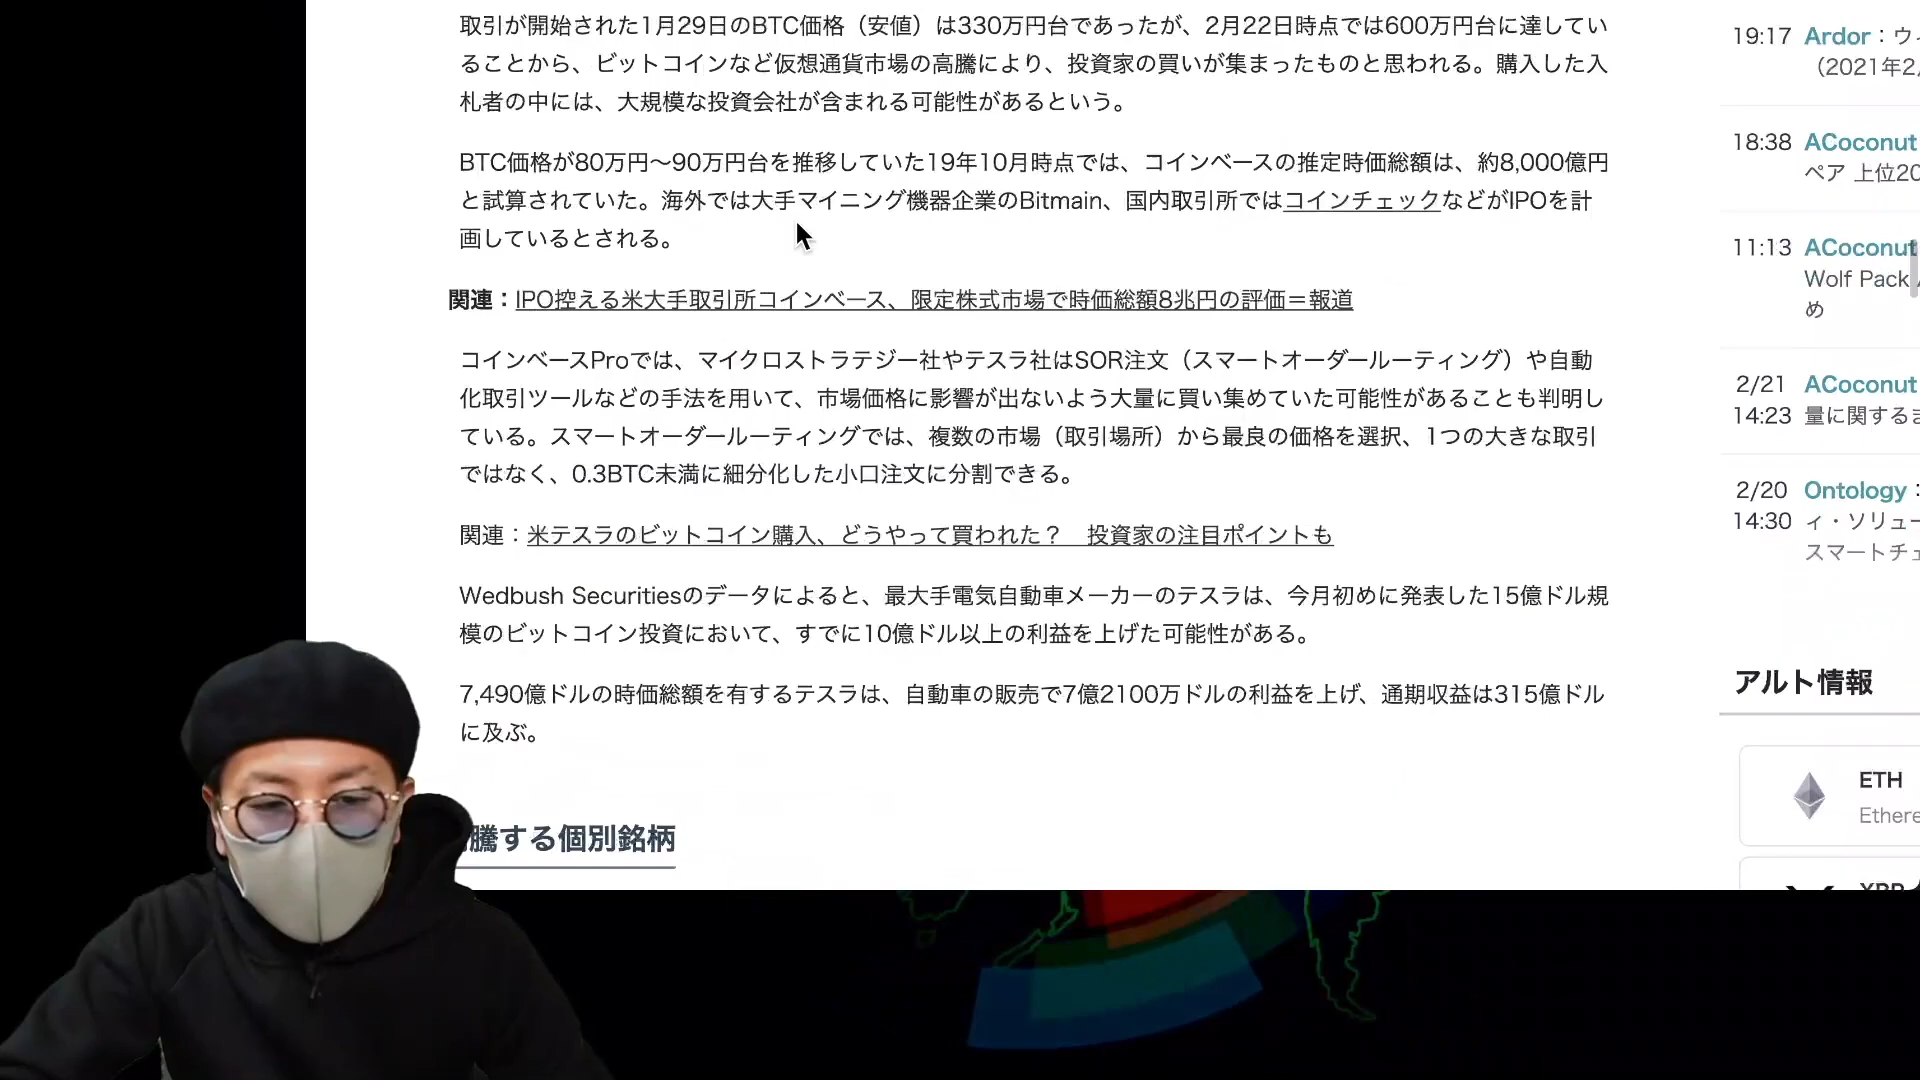 取引が開始された1月29日のBTC価格（安値）は330万円台であったが、2月22日時点では600万円台に達してい
ることから、ビットコインなど仮想通貨市場の高騰により、投資家の買いが集まったものと思われる。購入した入
札者の中には、大規模な投資会社が含まれる可能性があるという。
BTC価格が80万円〜90万円台を推移していた19年10月時点では、コインベースの推定時価総額は、約8,000億円
と試算されていた。海外では大手マイニング機器企業のBitmain、国内取引所ではコインチェックなどがIPOを計
画しているとされる。
関連：IPO控える米大手取引所コインベース、限定株式市場で時価総額8兆円の評価＝報道
コインベースProでは、マイクロストラテジー社やテスラ社はSOR注文（スマートオーダールーティング）や自動
化取引ツールなどの手法を用いて、市場価格に影響が出ないよう大量に買い集めていた可能性があることも判明し
ている。スマートオーダールーティングでは、複数の市場（取引場所）から最良の価格を選択、1つの大きな取引
ではなく、0.3BTC未満に細分化した小口注文に分割できる。
関連：米テスラのビットコイン購入、どうやって買われた？　投資家の注目ポイントも
Wedbush Securitiesのデータによると、最大手電気自動車メーカーのテスラは、今月初めに発表した15億ドル規
模のビットコイン投資において、すでに10億ドル以上の利益を上げた可能性がある。
7,490億ドルの時価総額を有するテスラは、自動車の販売で7億2100万ドルの利益を上げ、通期収益は315億ドル
に及ぶ。
騰する個別銘柄
19:17 Ardor：ウィ
（2021年2月
18:38 ACoconut
ペア 上位20
11:13 ACoconut
Wolf Pack
め
2/21 ACoconut
14:23 量に関するま
2/20 Ontology：
14:30 ィ・ソリュー
スマートチェ
アルト情報
ETH
Ethere
XRP